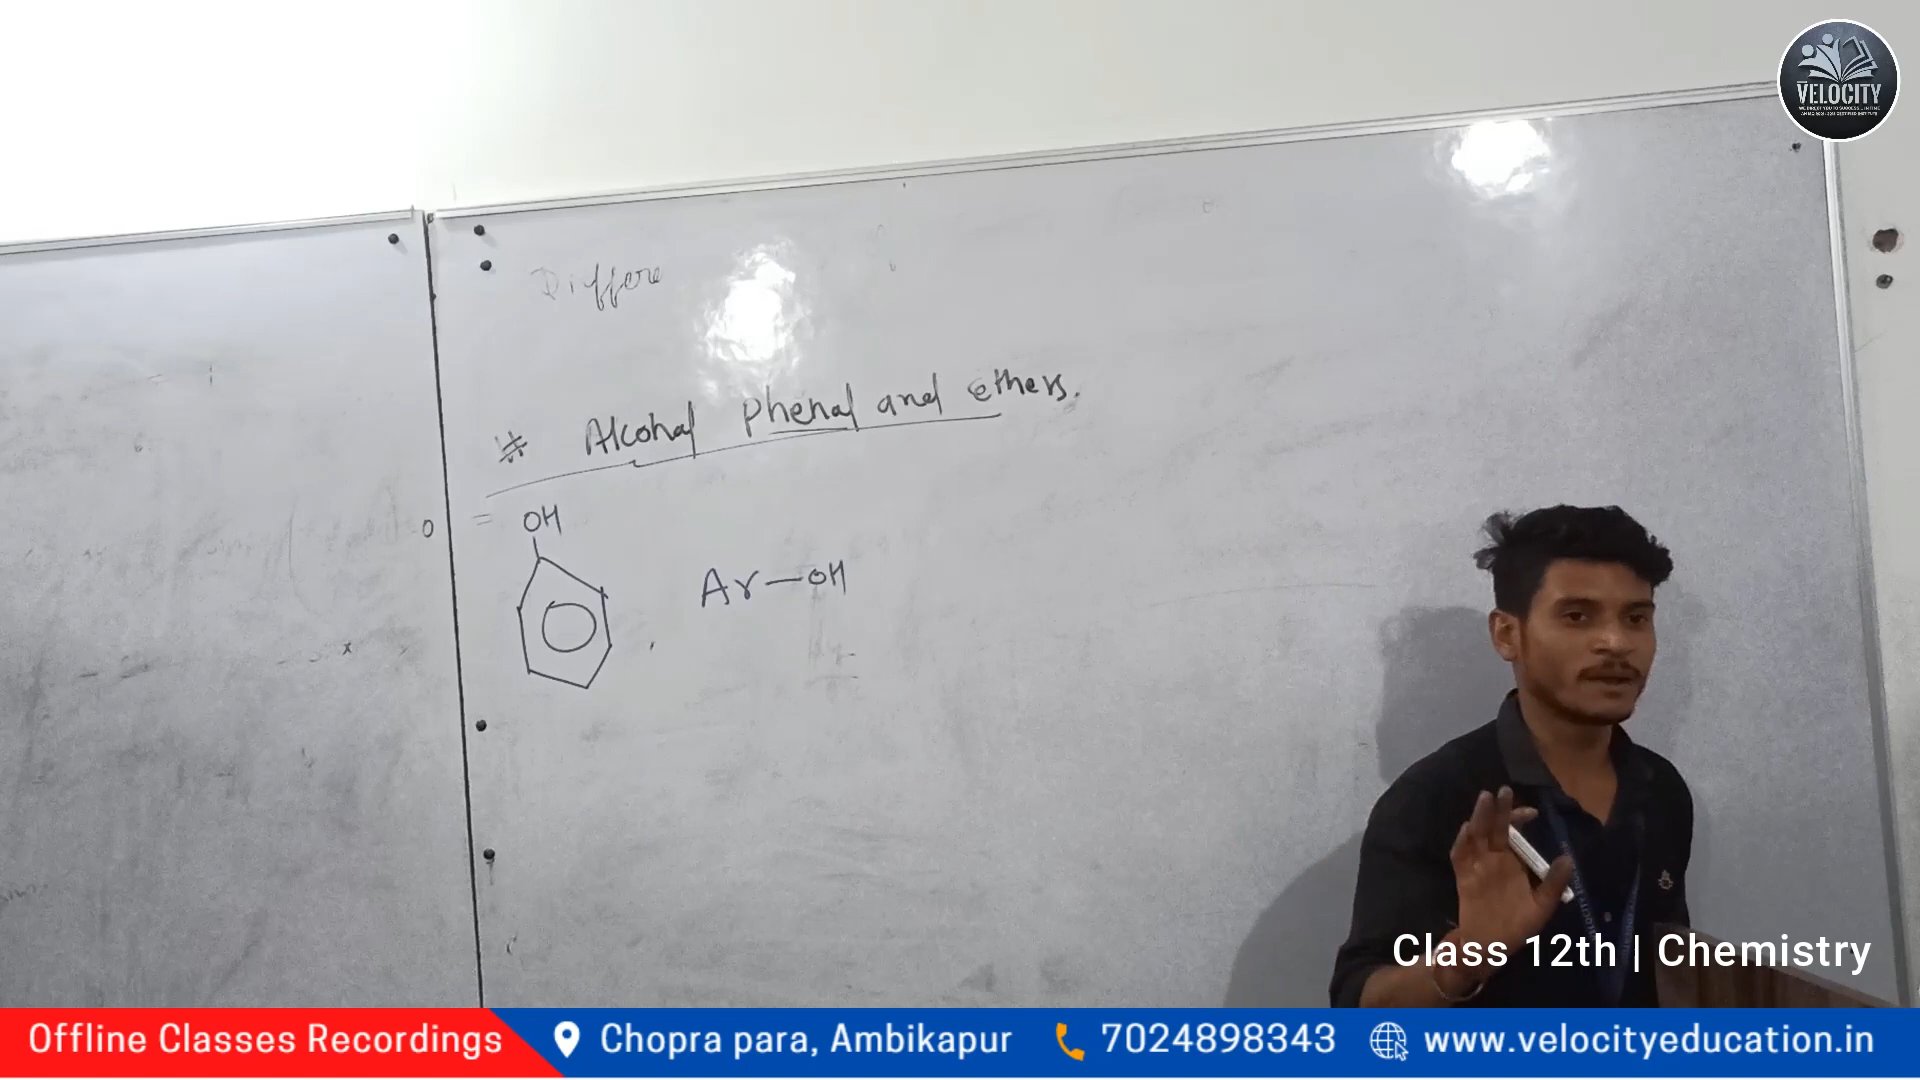 VELOCITY
Differe
# Alcohal Phenal and ethers.
OH
Ar—OH
Class 12th | Chemistry
Offline Classes Recordings
Chopra para, Ambikapur
7024898343
www.velocityeducation.in